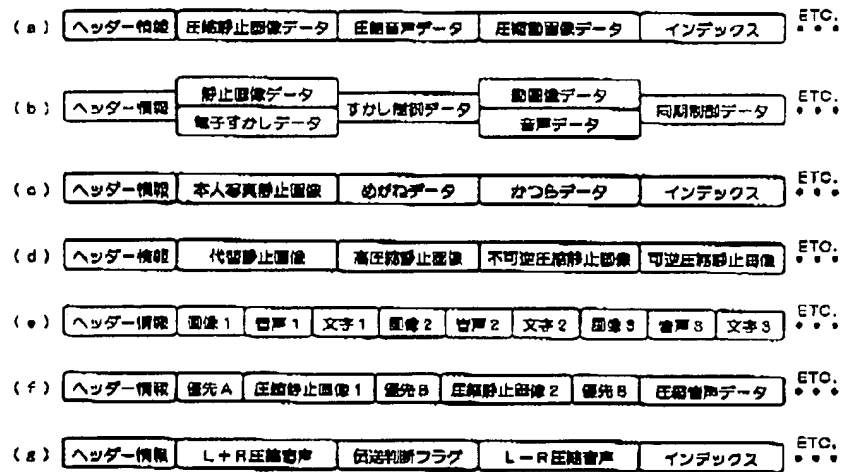 (a) ヘッダー情報 圧縮静止画像データ 圧縮音声データ 圧縮動画像データ インデックス ETC.
(b) ヘッダー情報 静止画像データ 電子すかしデータ すかし制御データ 動画像データ 音声データ 同期制御データ ETC.
(c) ヘッダー情報 本人写真静止画像 めがねデータ かつらデータ インデックス ETC.
(d) ヘッダー情報 代替静止画像 高圧縮静止画像 不可逆圧縮静止画像 可逆圧縮静止画像 ETC.
(e) ヘッダー情報 画像1 音声1 文字1 画像2 音声2 文字2 画像3 音声3 文字3 ETC.
(f) ヘッダー情報 優先A 圧縮静止画像1 優先B 圧縮静止画像2 優先B 圧縮音声データ ETC.
(g) ヘッダー情報 L+R圧縮音声 伝送判断フラグ L-R圧縮音声 インデックス ETC.